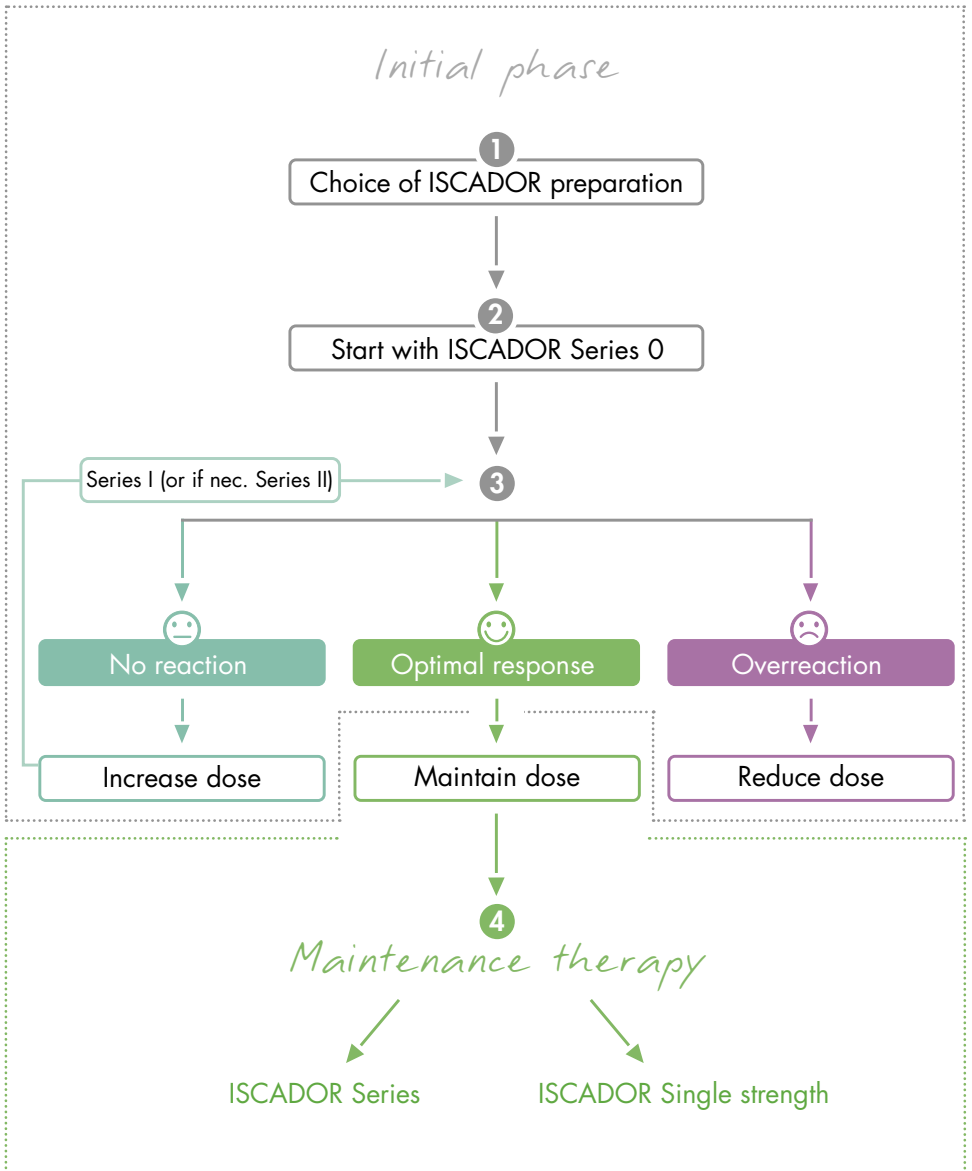 Initial phase
1
Choice of ISCADOR preparation
2
Start with ISCADOR Series 0
Series I (or if nec. Series II)
3
No reaction
Optimal response
Overreaction
Increase dose
Maintain dose
Reduce dose
4
Maintenance therapy
ISCADOR Series
ISCADOR Single strength